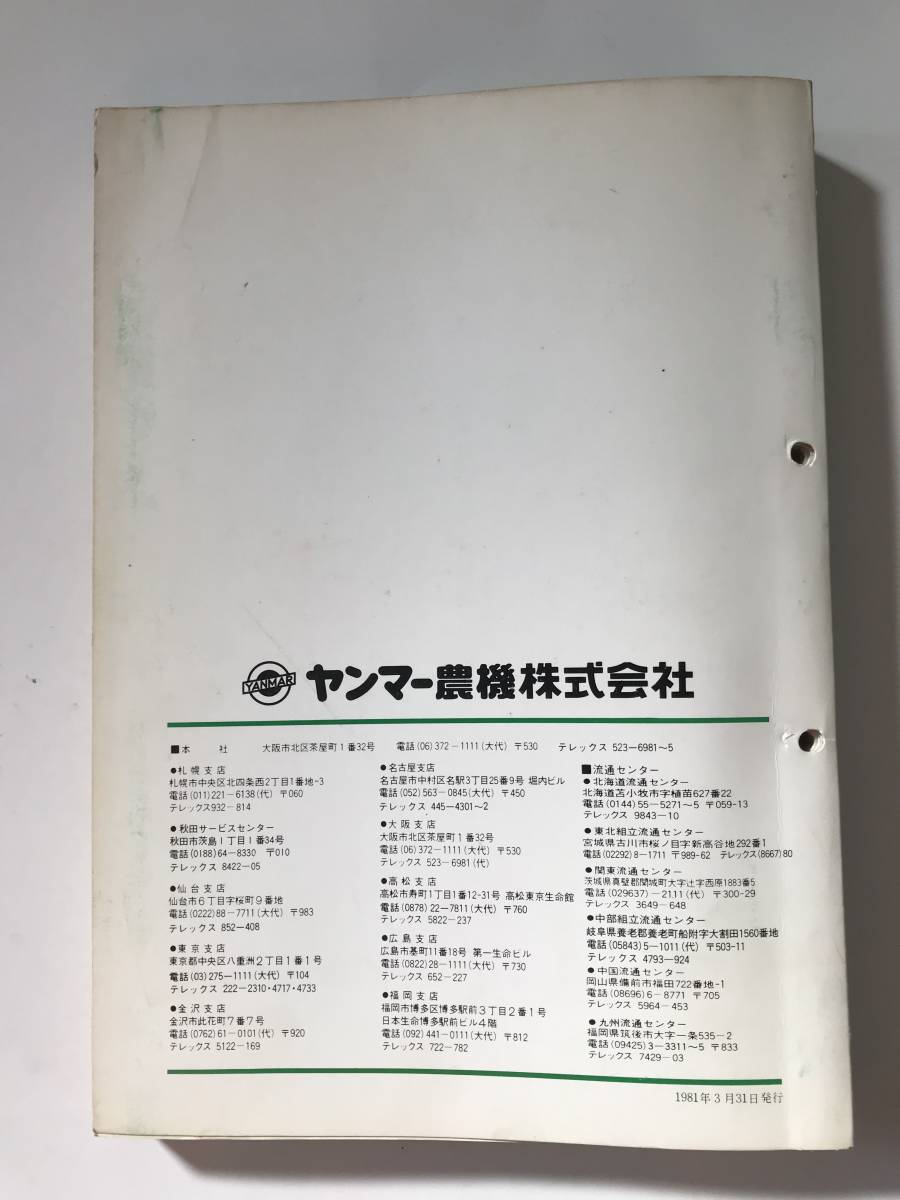 YANMAR ヤンマー農機株式会社
■本 社 大阪市北区茶屋町1番32号 電話(06)372-1111(大代)〒530 テレックス 523-6981~5
●札幌支店
札幌市中央区北四条西2丁目1番地-3
電話(011)221-6138(代)〒060
テレックス932-814
●秋田サービスセンター
秋田市茨島1丁目1番34号
電話(0188)64-8330 〒010
テレックス 8422-05
●仙台支店
仙台市6丁目字桜町9番地
電話(0222)88-7711(大代)〒983
テレックス 852-408
●東京支店
東京都中央区八重洲2丁目1番1号
電話(03)275-1111(大代)〒104
テレックス 222-2310・4717・4733
●金沢支店
金沢市此花町7番7号
電話(0762)61-0101(代)〒920
テレックス 5122-169
●名古屋支店
名古屋市中村区名駅3丁目25番9号 堀内ビル
電話(052)563-0845(大代)〒450
テレックス 445-4301~2
●大阪支店
大阪市北区茶屋町1番32号
電話(06)372-1111(大代)〒530
テレックス 523-6981(代)
●高松支店
高松市寿町1丁目1番12-31号 高松東京生命館
電話(0878)22-7811(大代)〒760
テレックス 5822-237
●広島支店
広島市基町11番18号 第一生命ビル
電話(0822)28-1111(大代)〒730
テレックス 652-227
●福岡支店
福岡市博多区博多駅前3丁目2番1号
日本生命博多駅前ビル4階
電話(092)441-0111(大代)〒812
テレックス 722-782
■流通センター
●北海道流通センター
北海道苫小牧市字植苗627番22
電話(0144)55-5271~5 〒059-13
テレックス 9843-10
●東北組立流通センター
宮城県古川市桜ノ目字新高谷地292番1
電話(02292)8-1711 〒989-62 テレックス(8667)80
●関東流通センター
茨城県真壁郡関城町大字辻字西原1883番5
電話(029637)-2111(代)〒300-29
テレックス 3649-648
●中部組立流通センター
岐阜県養老郡養老町船附字大割田1560番地
電話(05843)5-1011(代)〒503-11
テレックス 4793-924
●中国流通センター
岡山県備前市福田722番地-1
電話(08696)6-8771 〒705
テレックス 5964-453
●九州流通センター
福岡県筑後市大字一条535-2
電話(09425)3-3311~5 〒833
テレックス 7429-03
1981年3月31日発行